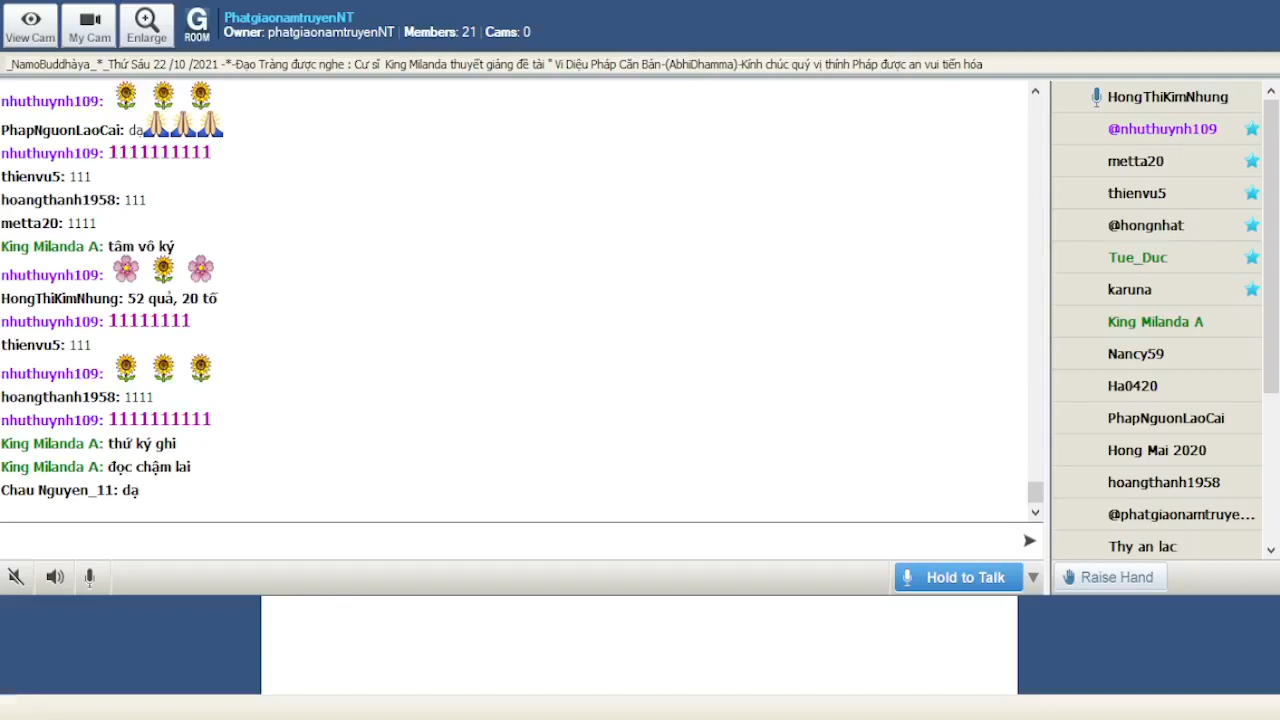 View Cam
My Cam
Enlarge
G
ROOM
PhatgiaonamtruyenNT
Owner: phatgiaonamtruyenNT | Members: 21 | Cams: 0
_NamoBuddhàya_*_Thứ Sáu 22 /10 /2021 -*-Đạo Tràng được nghe : Cư sĩ King Milanda thuyết giảng đề tài " Vi Diệu Pháp Căn Bản-(AbhiDhamma)-Kính chúc quý vị thính Pháp được an vui tiến hóa
nhuthuynh109:
PhapNguonLaoCai: dạ
nhuthuynh109: 1111111111
thienvu5: 111
hoangthanh1958: 111
metta20: 1111
King Milanda A: tâm vô ký
nhuthuynh109:
HongThiKimNhung: 52 quả, 20 tố
nhuthuynh109: 11111111
thienvu5: 111
nhuthuynh109:
hoangthanh1958: 1111
nhuthuynh109: 1111111111
King Milanda A: thứ ký ghi
King Milanda A: đọc chậm lai
Chau Nguyen_11: dạ
HongThiKimNhung
@nhuthuynh109
metta20
thienvu5
@hongnhat
Tue_Duc
karuna
King Milanda A
Nancy59
Ha0420
PhapNguonLaoCai
Hong Mai 2020
hoangthanh1958
@phatgiaonamtruye...
Thy an lac
Hold to Talk
Raise Hand